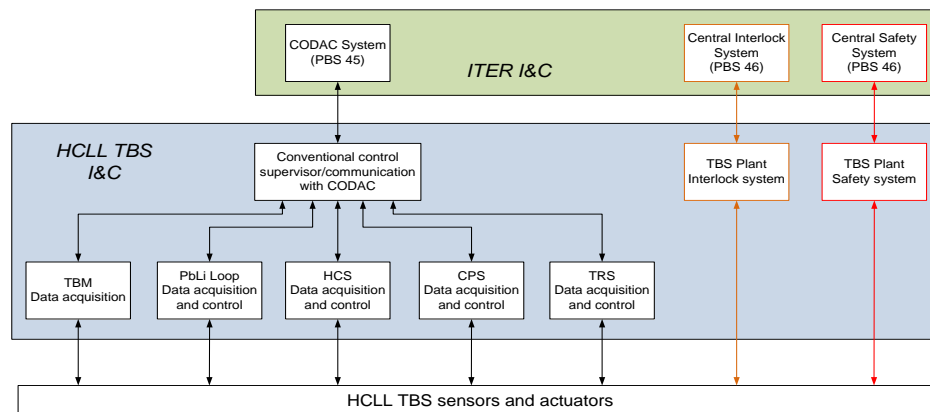 CODAC System
(PBS 45)
ITER I&C
Central Interlock
System
(PBS 46)
Central Safety
System
(PBS 46)
HCLL TBS
I&C
Conventional control
supervisor/communication
with CODAC
TBS Plant
Interlock system
TBS Plant
Safety system
TBM
Data acquisition
PbLi Loop
Data acquisition
and control
HCS
Data acquisition
and control
CPS
Data acquisition
and control
TRS
Data acquisition
and control
HCLL TBS sensors and actuators